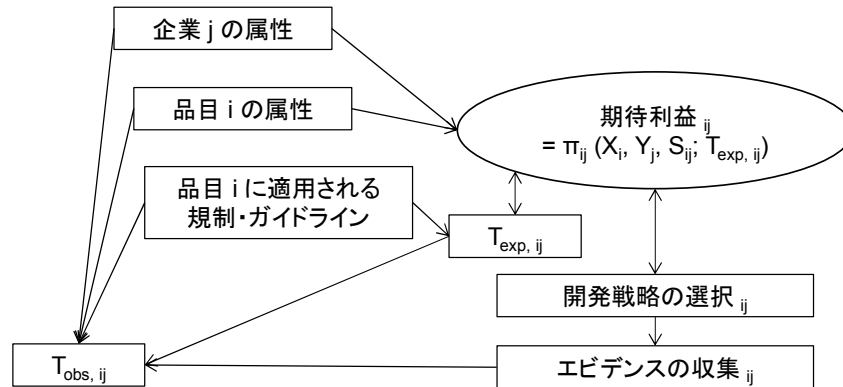 企業 j の属性
品目 i の属性
期待利益 ij
= πij (Xi, Yj, Sij; Texp, ij)
品目 i に適用される
規制・ガイドライン
Texp, ij
開発戦略の選択 ij
Tobs, ij
エビデンスの収集 ij